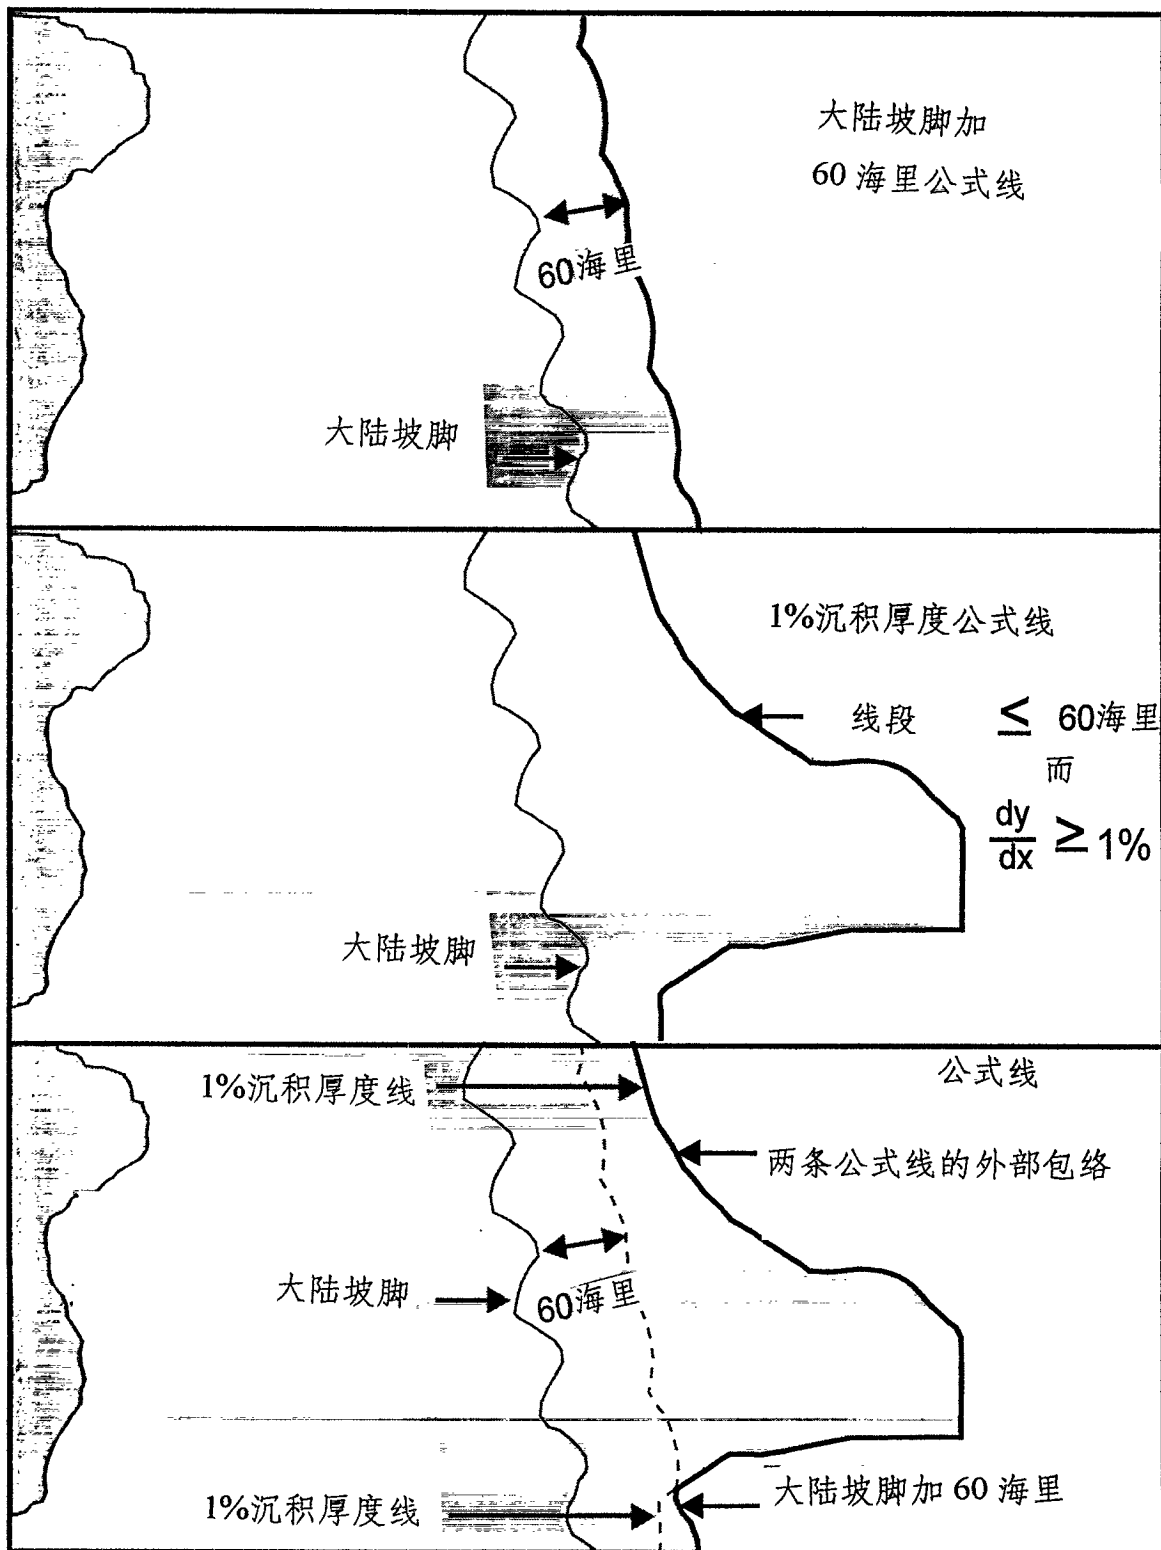 大陆坡脚加
60 海里公式线
60海里
大陆坡脚
1%沉积厚度公式线
线段 ≤ 60海里
而
dy
dx ≥ 1%
大陆坡脚
公式线
1%沉积厚度线
两条公式线的外部包络
大陆坡脚
60海里
大陆坡脚加 60 海里
1%沉积厚度线